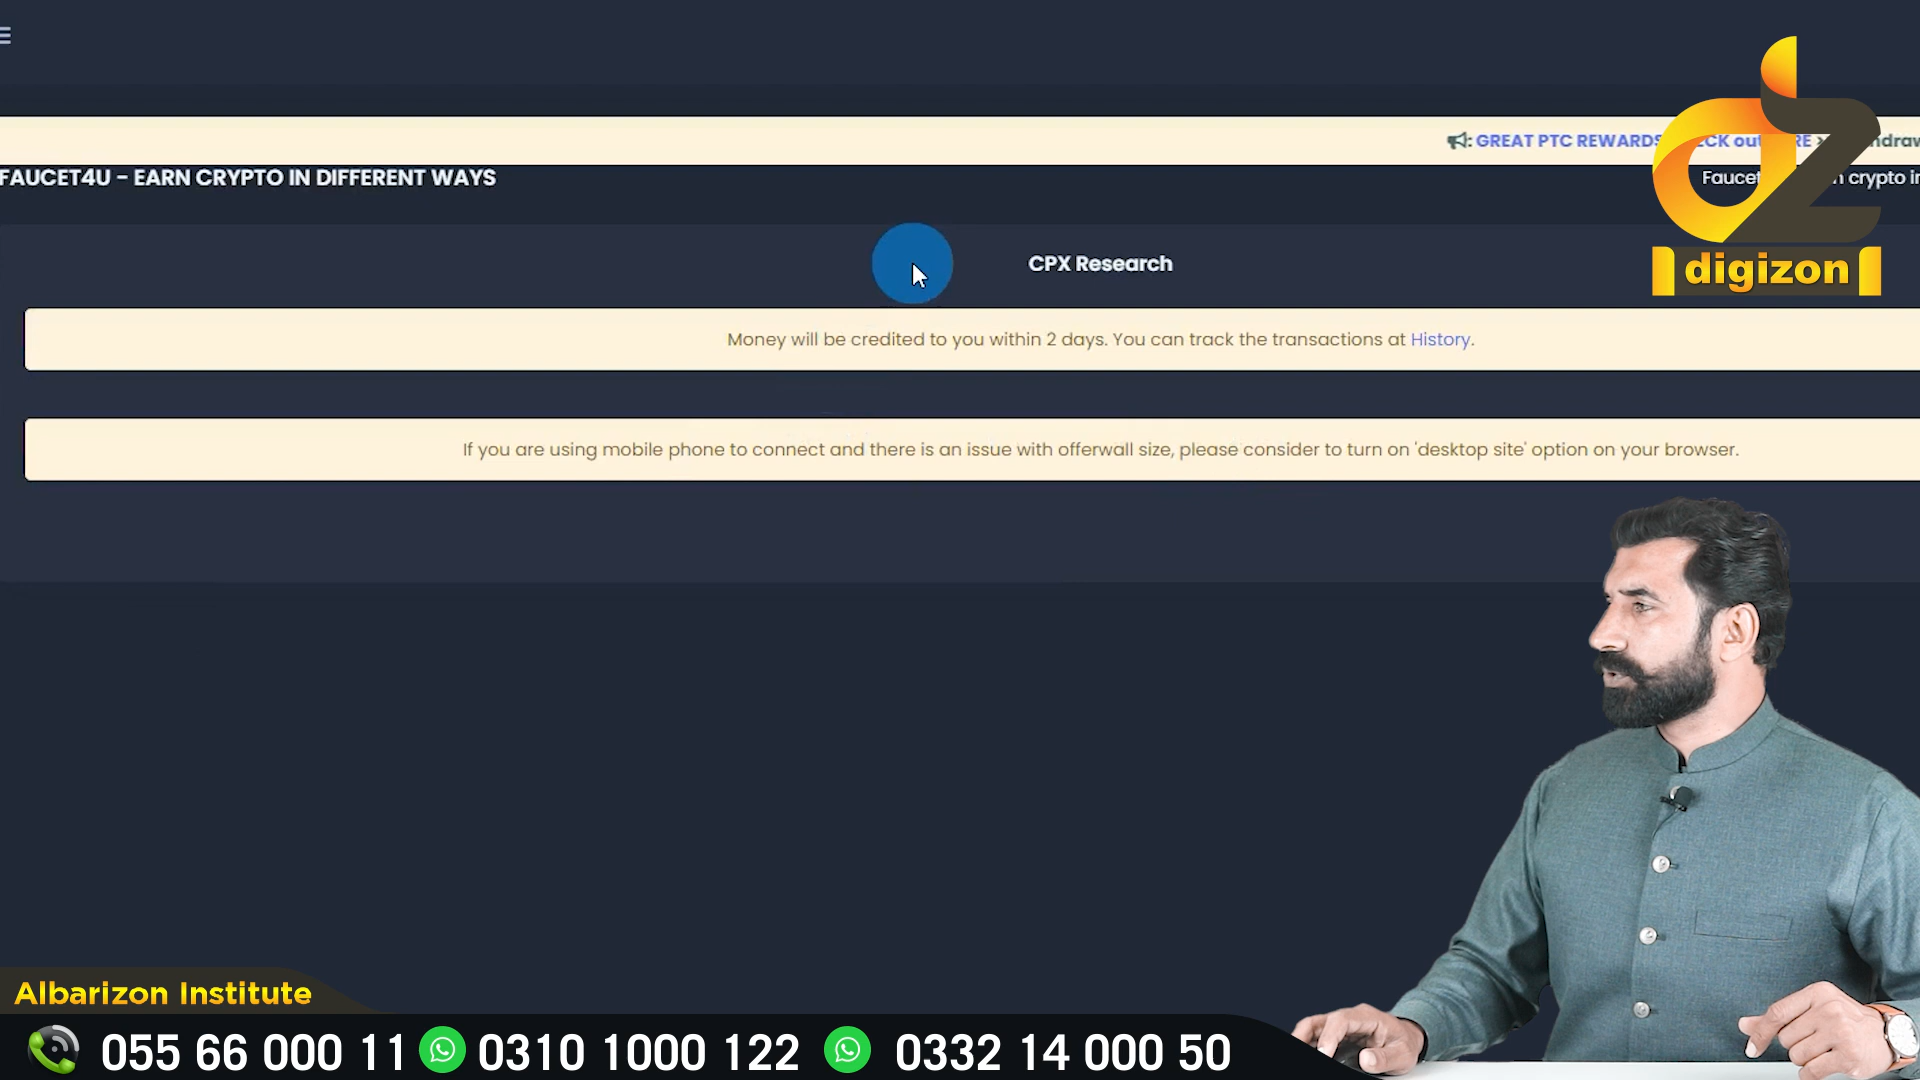 GREAT PTC REWARDS
FAUCET4U - EARN CRYPTO IN DIFFERENT WAYS
crypto
CPX Research
digizon
Money will be credited to you within 2 days. You can track the transactions at History.
If you are using mobile phone to connect and there is an issue with offerwall size, please consider to turn on 'desktop site' option on your browser.
Albarizon Institute
055 66 000 11 0310 1000 122 0332 14 000 50